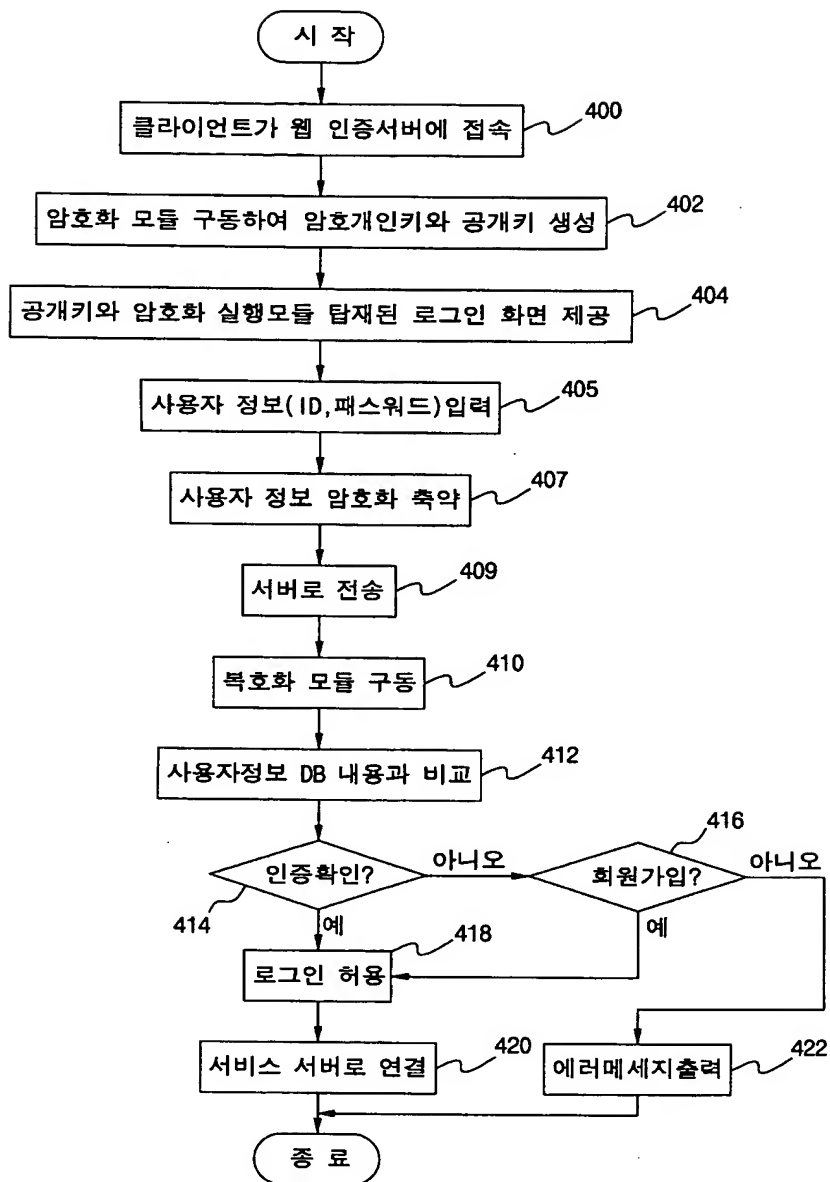 시 작
클라이언트가 웹 인증서버에 접속
400
암호화 모듈 구동하여 암호개인키와 공개키 생성
402
공개키와 암호화 실행모듈 탑재된 로그인 화면 제공
404
사용자 정보(ID,패스워드)입력
405
사용자 정보 암호화 축약
407
서버로 전송
409
복호화 모듈 구동
410
사용자정보 DB 내용과 비교
412
인증확인?
414
아니오
예
회원가입?
416
아니오
예
로그인 허용
418
서비스 서버로 연결
420
에러메세지출력
422
종 료